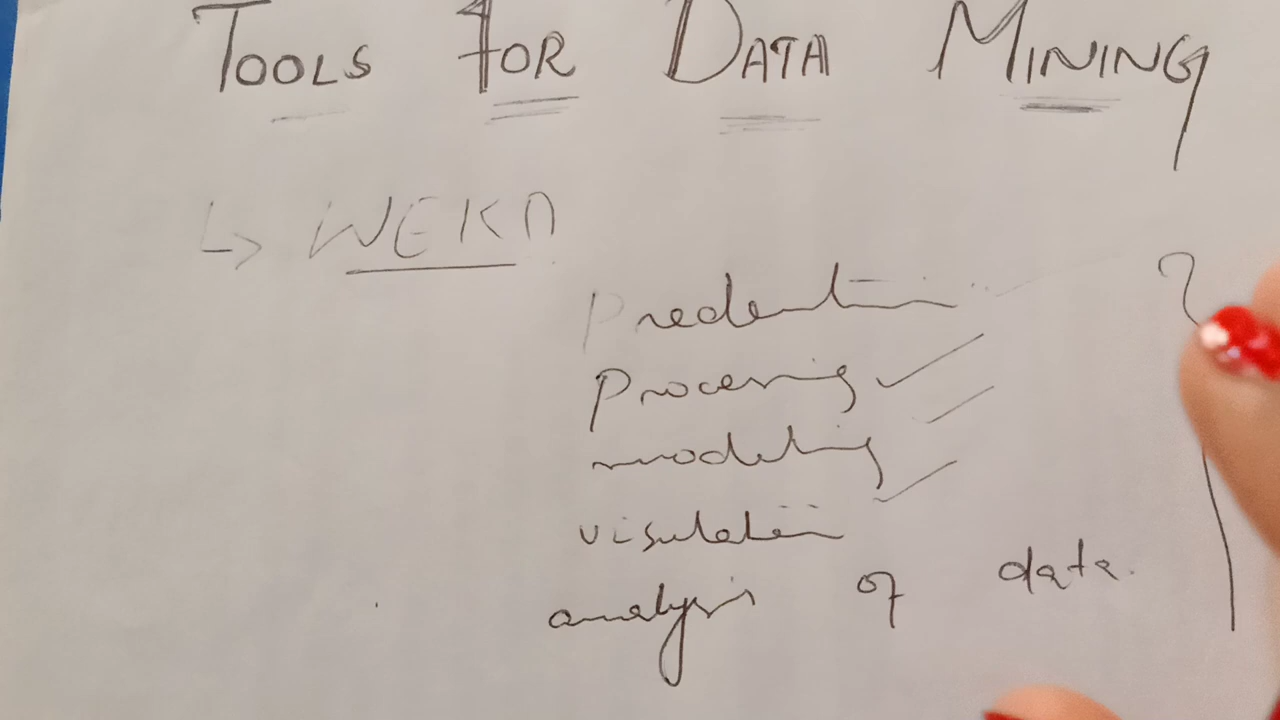 TOOLS FOR DATA MINING
↳ WEKA
Predection
Processing ✓
modeling
visulation
analysis of data.